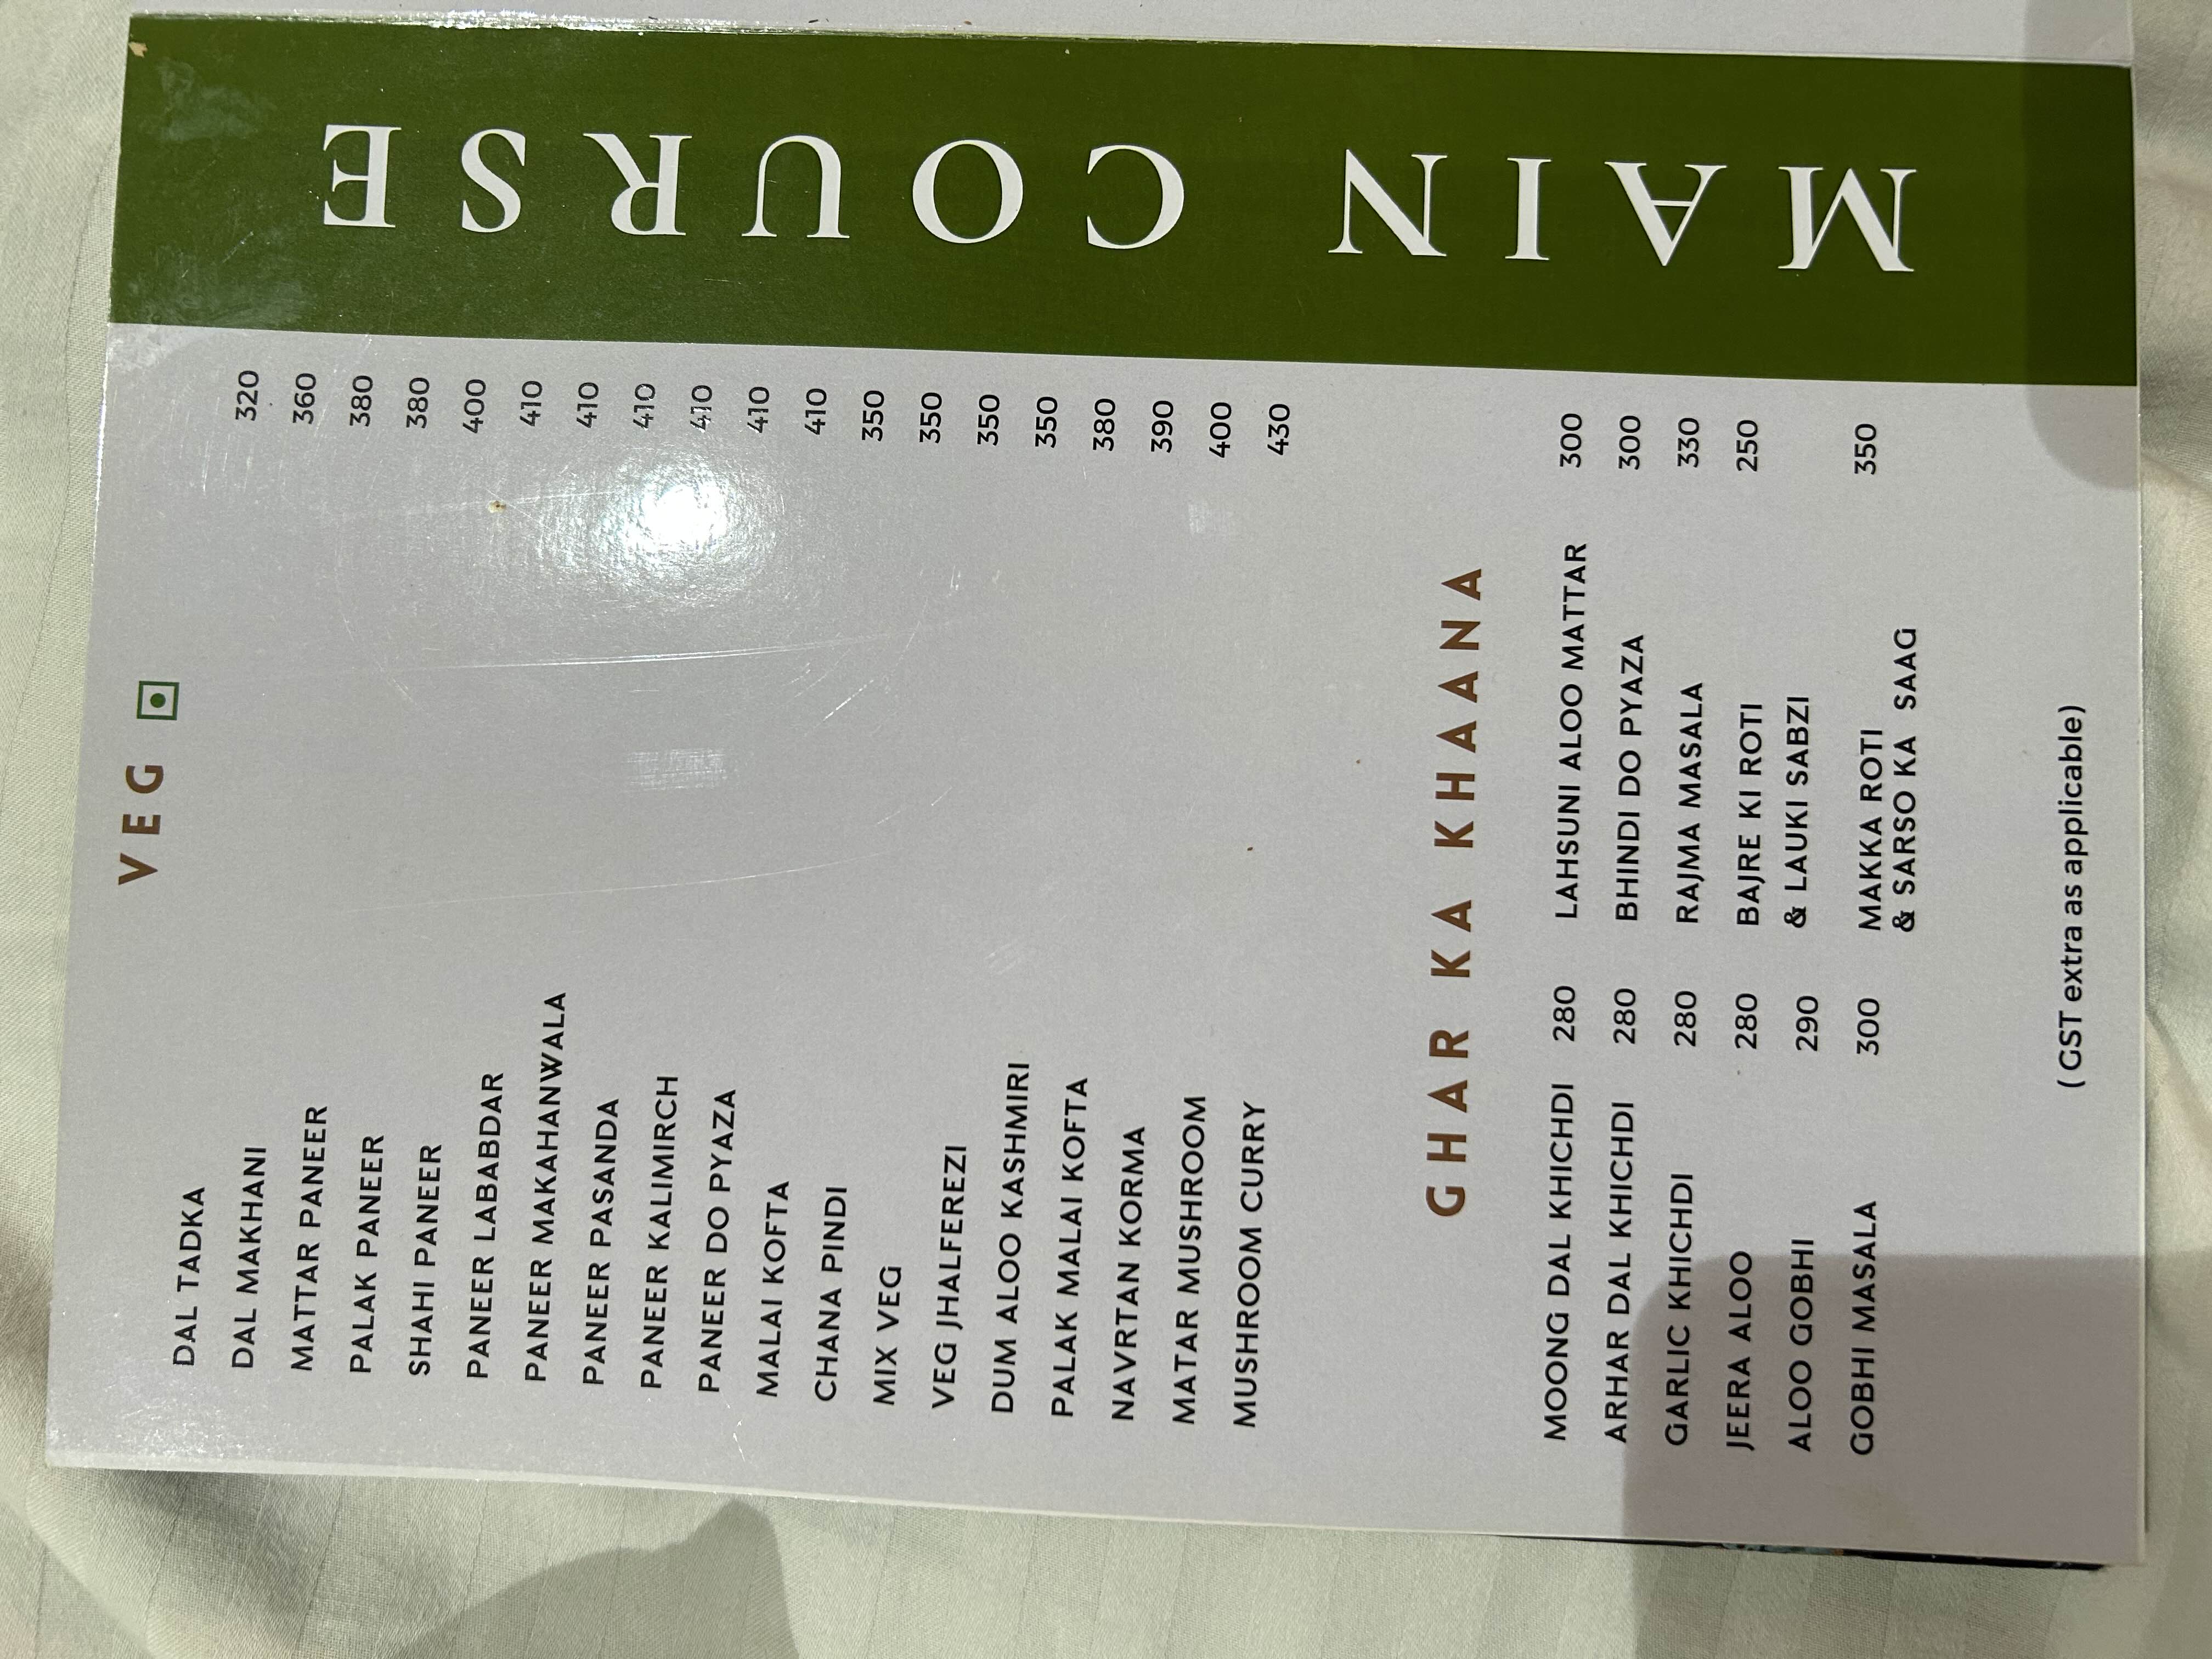 MAIN COURSE
VEG
DAL TADKA 320
DAL MAKHANI 360
MATTAR PANEER 380
PALAK PANEER 380
SHAHI PANEER 400
PANEER LABABDAR 410
PANEER MAKAHANWALA 410
PANEER PASANDA 410
PANEER KALIMIRCH 410
PANEER DO PYAZA 410
MALAI KOFTA 410
CHANA PINDI 350
MIX VEG 350
VEG JHALFEREZI 350
DUM ALOO KASHMIRI 350
PALAK MALAI KOFTA 380
NAVRTAN KORMA 390
MATAR MUSHROOM 400
MUSHROOM CURRY 430
GHAR KA KHAANA
MOONG DAL KHICHDI 280
ARHAR DAL KHICHDI 280
GARLIC KHICHDI 280
JEERA ALOO 280
ALOO GOBHI 290
GOBHI MASALA 300
LAHSUNI ALOO MATTAR 300
BHINDI DO PYAZA 300
RAJMA MASALA 330
BAJRE KI ROTI 250
& LAUKI SABZI
MAKKA ROTI 350
& SARSO KA SAAG
(GST extra as applicable)